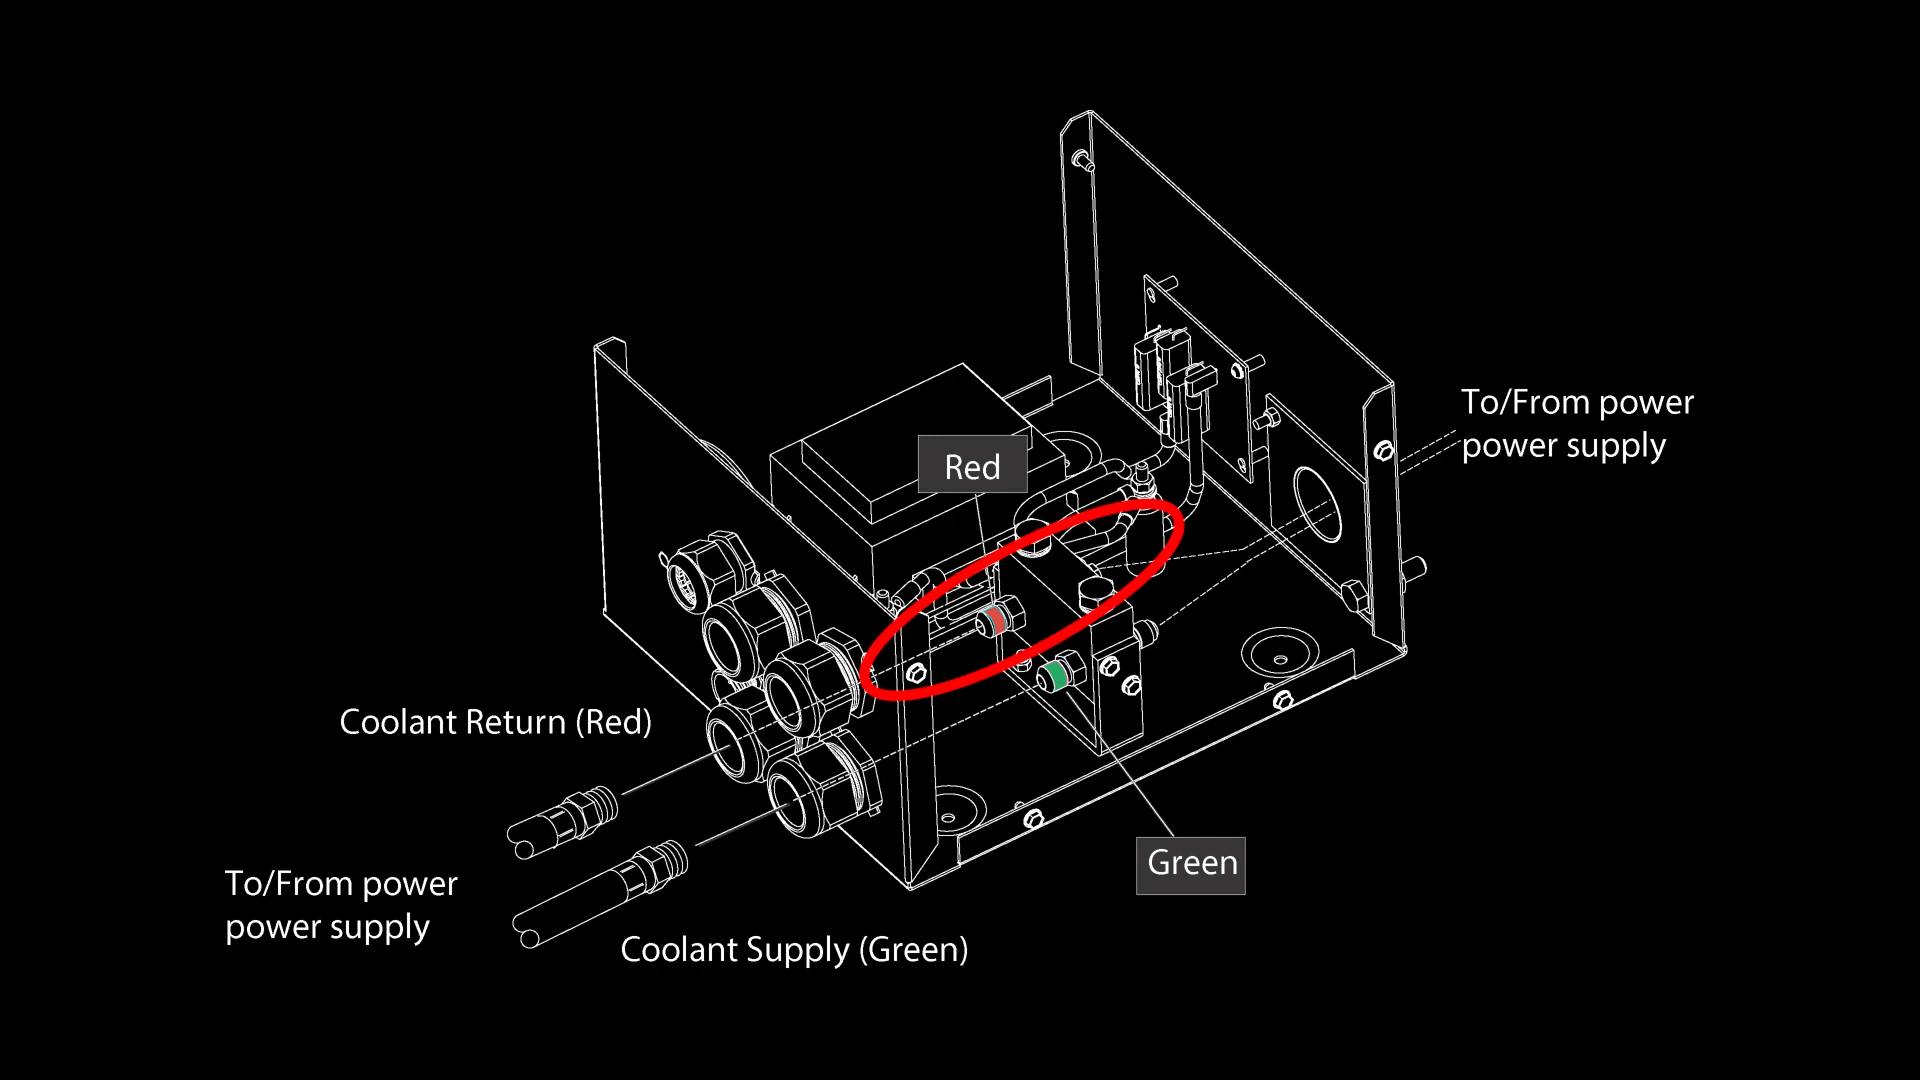 To/From power
power supply
Red
Coolant Return (Red)
Green
To/From power
power supply
Coolant Supply (Green)